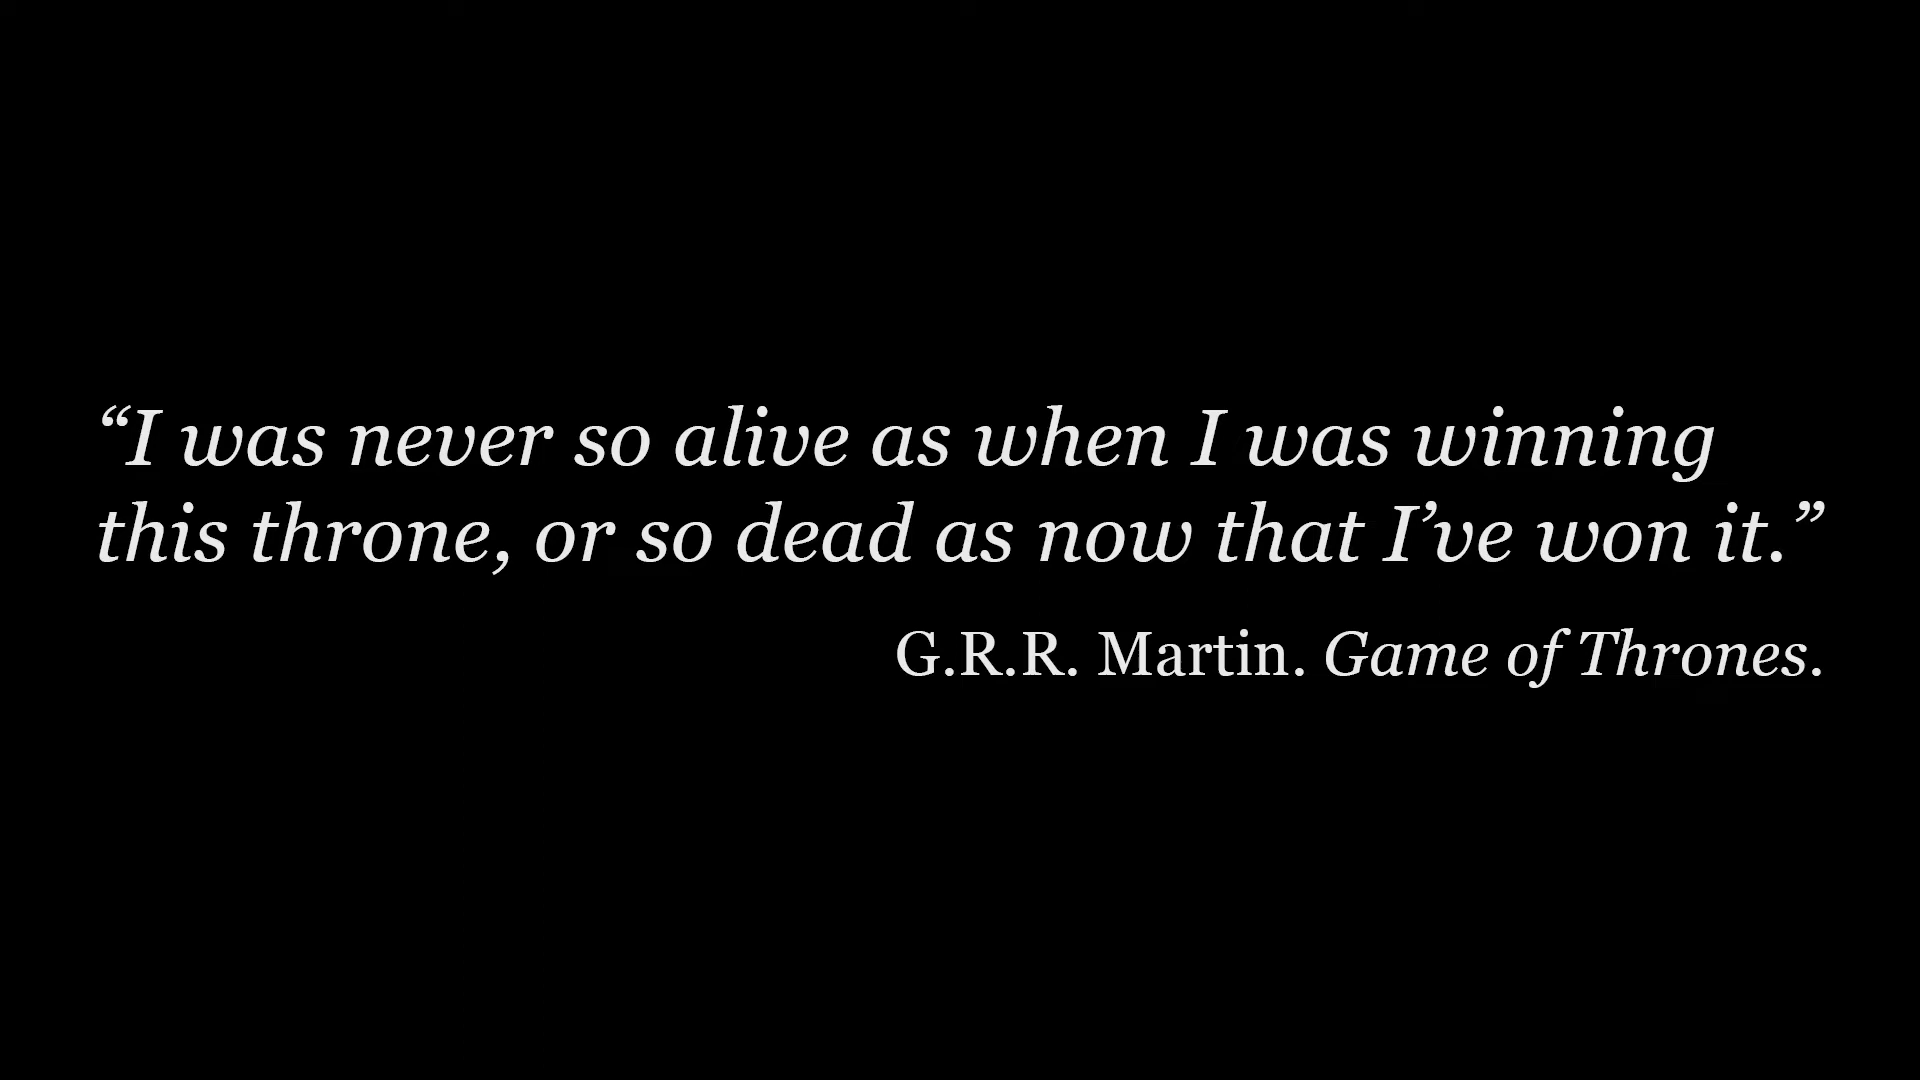 “I was never so alive as when I was winning
this throne, or so dead as now that I’ve won it.”
G.R.R. Martin. Game of Thrones.